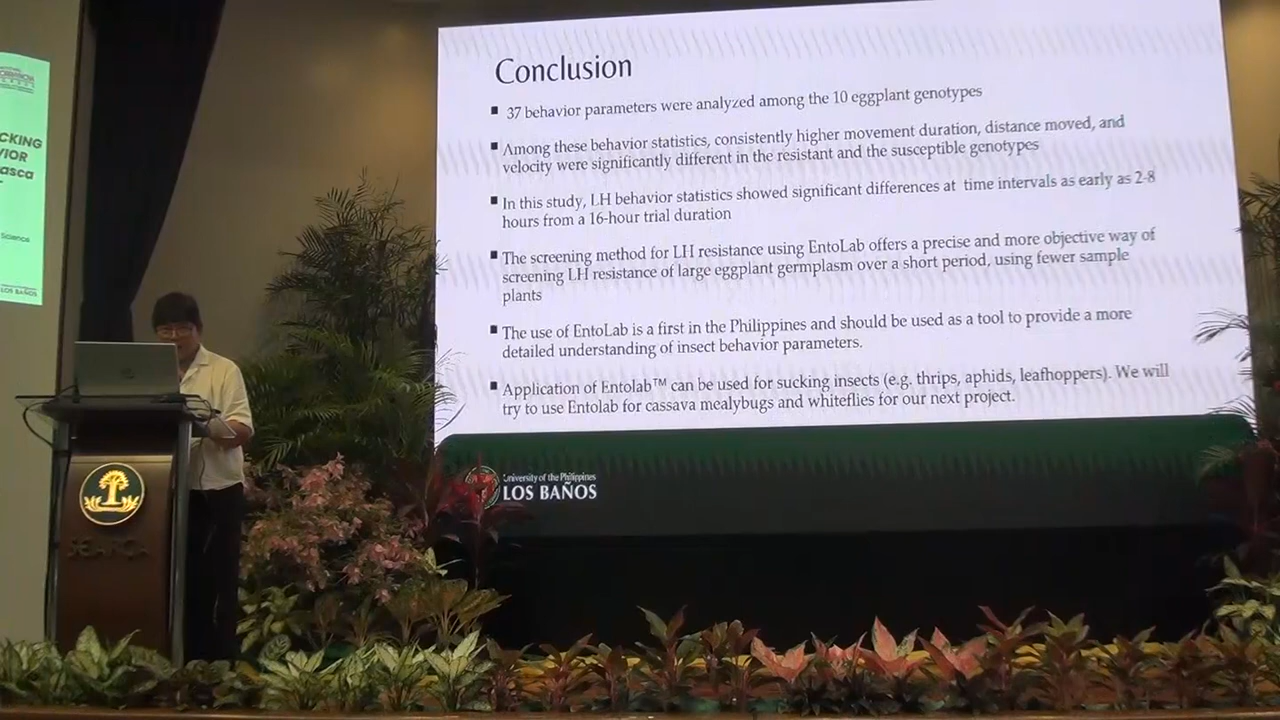 CKING
VIOR
asca
Science
LOS BAÑOS
Conclusion
▪ 37 behavior parameters were analyzed among the 10 eggplant genotypes
▪ Among these behavior statistics, consistently higher movement duration, distance moved, and
velocity were significantly different in the resistant and the susceptible genotypes
▪ In this study, LH behavior statistics showed significant differences at time intervals as early as 2-8
hours from a 16-hour trial duration
▪ The screening method for LH resistance using EntoLab offers a precise and more objective way of
screening LH resistance of large eggplant germplasm over a short period, using fewer sample
plants
▪ The use of EntoLab is a first in the Philippines and should be used as a tool to provide a more
detailed understanding of insect behavior parameters.
▪ Application of Entolab™ can be used for sucking insects (e.g. thrips, aphids, leafhoppers). We will
try to use Entolab for cassava mealybugs and whiteflies for our next project.
University of the Philippines
LOS BAÑOS
SEARCA